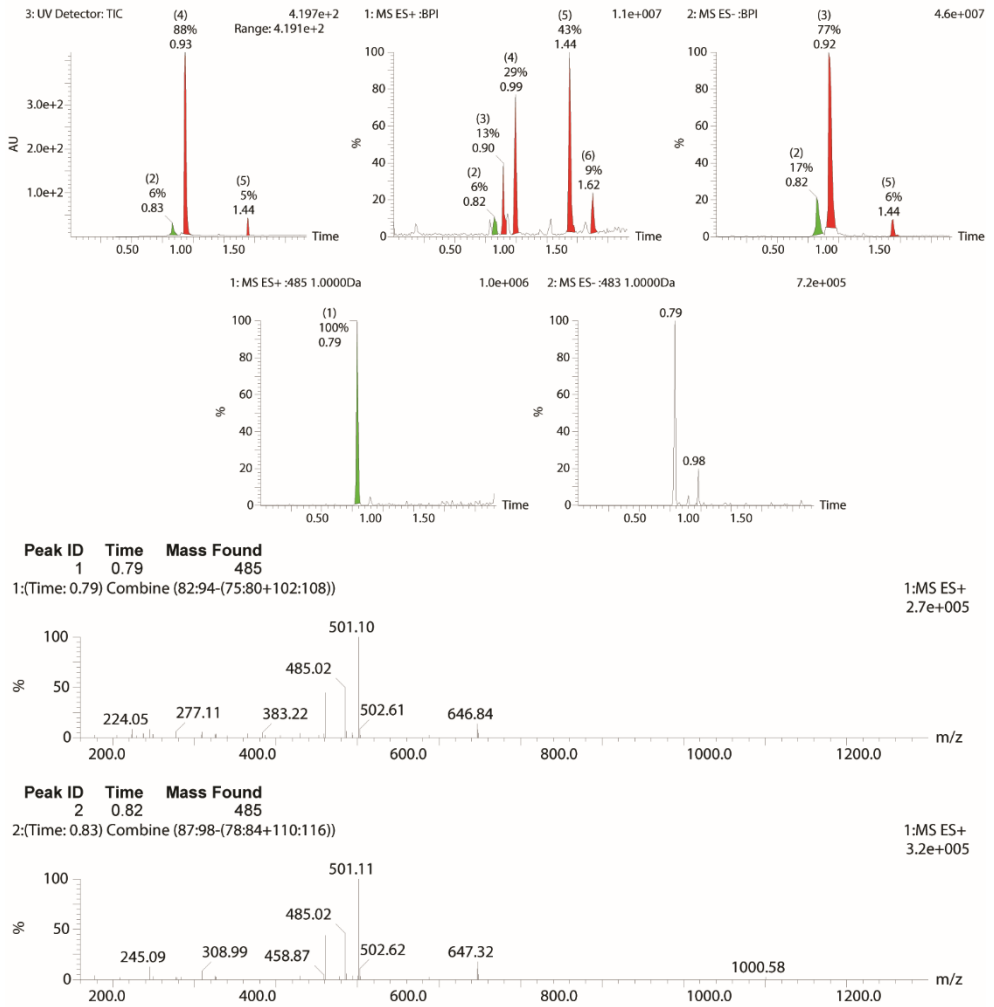 3: UV Detector: TIC 4.197e+2
Range: 4.191e+2
(4)
88%
0.93
3.0e+2
2.0e+2
1.0e+2
AU
(2)
6%
0.83
(5)
5%
1.44
Time
0.50 1.00 1.50
1: MS ES+ :BPI 1.1e+007
(5)
43%
1.44
(4)
29%
0.99
(3)
13%
0.90
(2)
6%
0.82
(6)
9%
1.62
100
80
60
40
20
0
%
Time
0.50 1.00 1.50
2: MS ES- :BPI 4.6e+007
(3)
77%
0.92
(2)
17%
0.82
(5)
6%
1.44
100
80
60
40
20
0
%
Time
0.50 1.00 1.50
1: MS ES+ :485 1.0000Da 1.0e+006
(1)
100%
0.79
100
80
60
40
20
0
%
Time
0.50 1.00 1.50
2: MS ES- :483 1.0000Da 7.2e+005
0.79
0.98
100
80
60
40
20
0
%
Time
0.50 1.00 1.50
Peak ID Time Mass Found
1 0.79 485
1:(Time: 0.79) Combine (82:94-(75:80+102:108))
1:MS ES+
2.7e+005
100
50
0
%
501.10
485.02
224.05 277.11 383.22 502.61 646.84
200.0 400.0 600.0 800.0 1000.0 1200.0 m/z
Peak ID Time Mass Found
2 0.82 485
2:(Time: 0.83) Combine (87:98-(78:84+110:116))
1:MS ES+
3.2e+005
100
50
0
%
501.11
485.02
245.09 308.99 458.87 502.62 647.32 1000.58
200.0 400.0 600.0 800.0 1000.0 1200.0 m/z